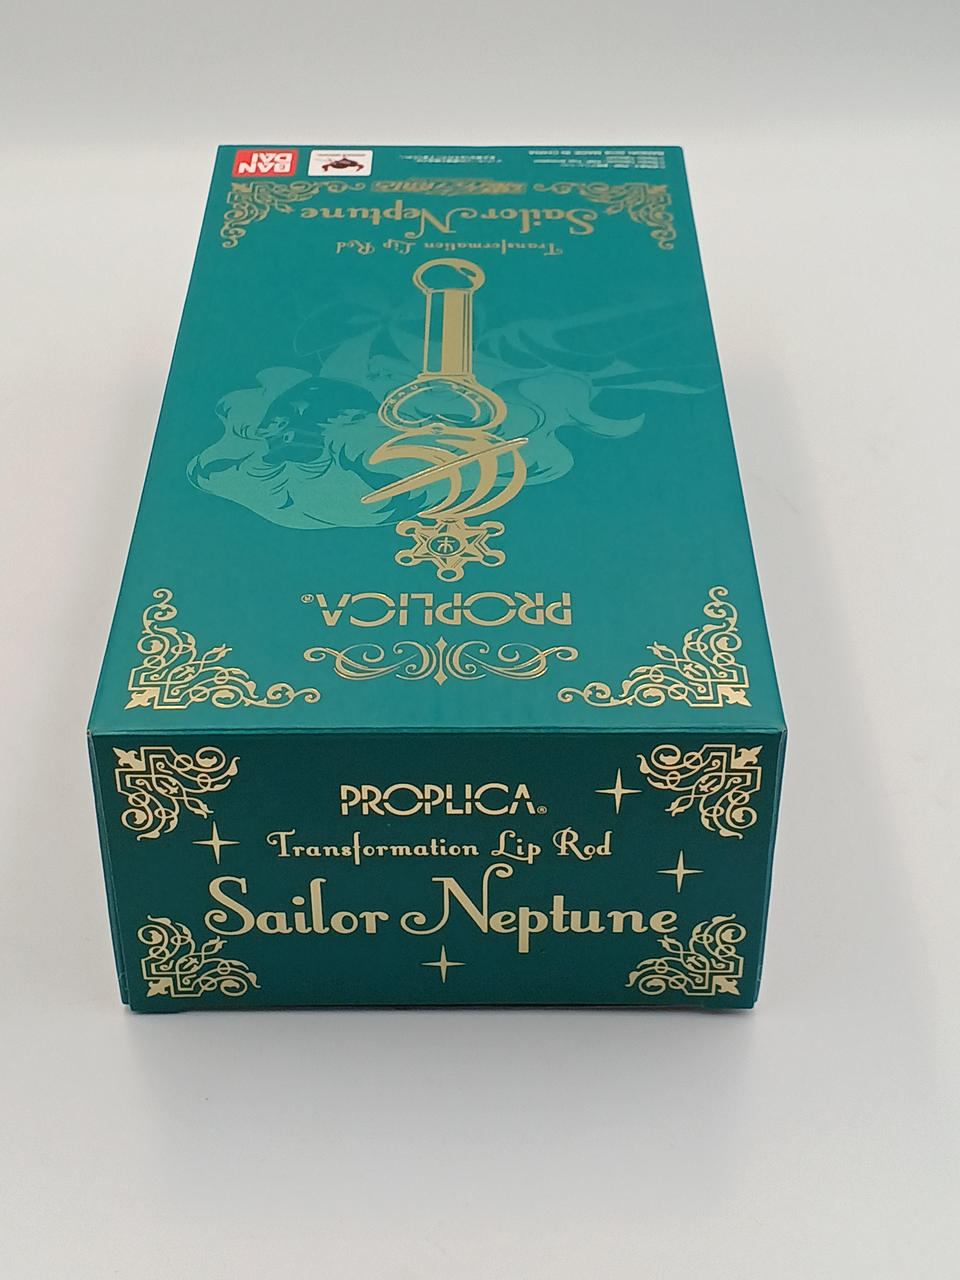 BAN
DAI
Sailor Neptune
Transformation Lip Rod
PROPLICA®
PROPLICA®
Transformation Lip Rod
Sailor Neptune